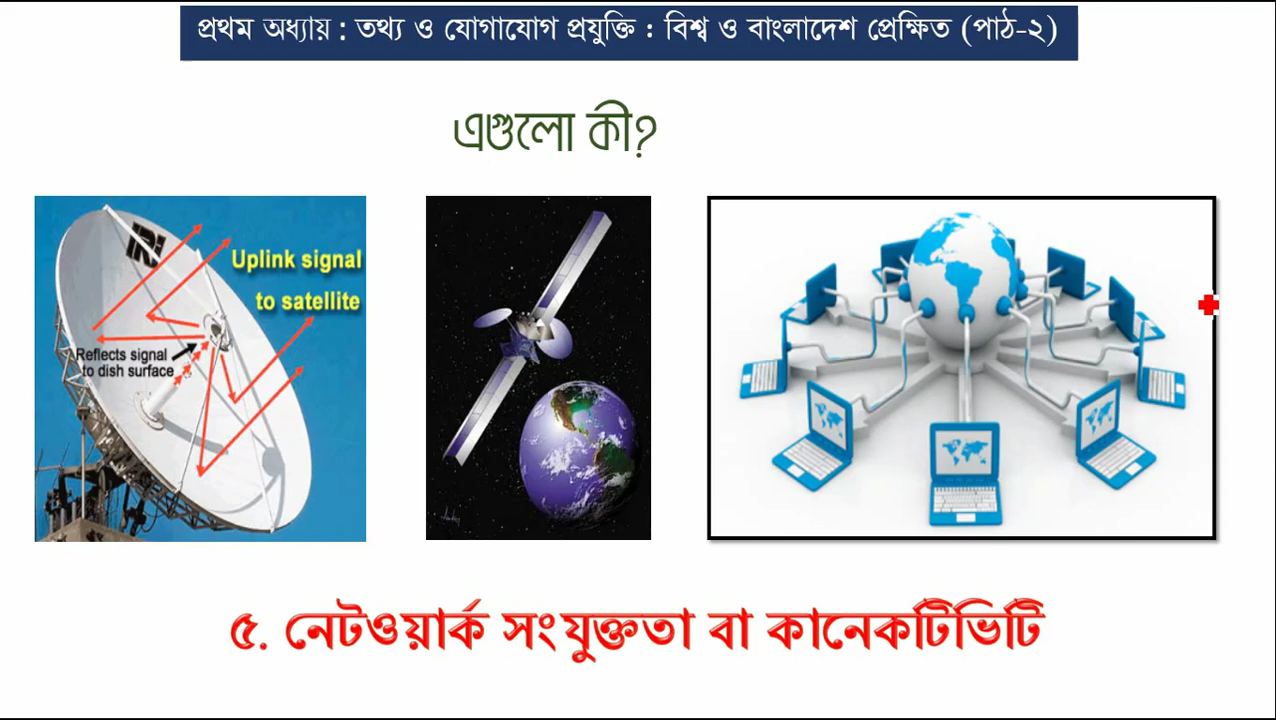 প্রথম অধ্যায় : তথ্য ও যোগাযোগ প্রযুক্তি : বিশ্ব ও বাংলাদেশ প্রেক্ষিত (পাঠ-২)
এগুলো কী?
Uplink signal
to satellite
Reflects signal
to dish surface
৫. নেটওয়ার্ক সংযুক্ততা বা কানেকটিভিটি